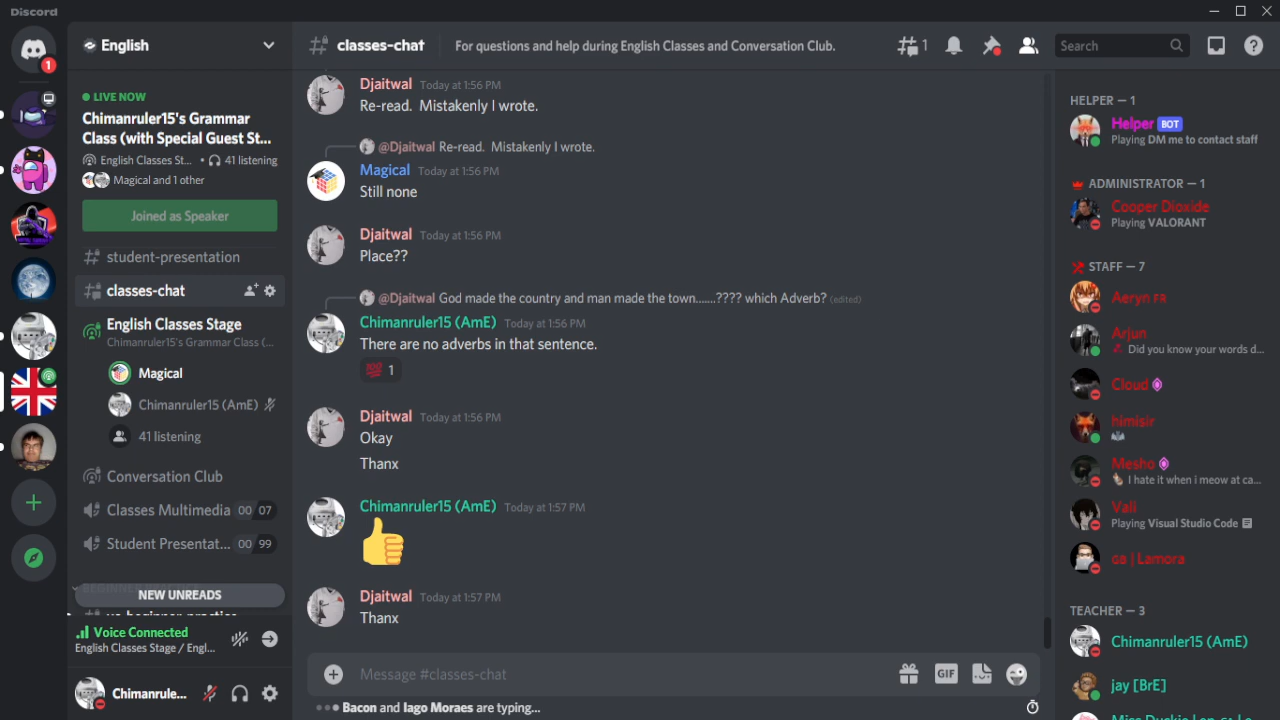 Discord
1
English
LIVE NOW
Chimanruler15's Grammar
Class (with Special Guest St...
English Classes St... • 41 listening
Magical and 1 other
Joined as Speaker
student-presentation
classes-chat
English Classes Stage
Chimanruler15's Grammar Class (...
Magical
Chimanruler15 (AmE)
41 listening
Conversation Club
Classes Multimedia 00 07
Student Presentat... 00 99
NEW UNREADS
Voice Connected
English Classes Stage / Engl...
Chimanrule...
classes-chat
For questions and help during English Classes and Conversation Club.
1
Search
Djaitwal Today at 1:56 PM
Re-read. Mistakenly I wrote.
@Djaitwal Re-read. Mistakenly I wrote.
Magical Today at 1:56 PM
Still none
Djaitwal Today at 1:56 PM
Place??
@Djaitwal God made the country and man made the town.......???? which Adverb? (edited)
Chimanruler15 (AmE) Today at 1:56 PM
There are no adverbs in that sentence.
💯 1
Djaitwal Today at 1:56 PM
Okay
Thanx
Chimanruler15 (AmE) Today at 1:57 PM
Djaitwal Today at 1:57 PM
Thanx
Message #classes-chat
GIF
Bacon and Iago Moraes are typing...
HELPER — 1
Helper BOT
Playing DM me to contact staff
ADMINISTRATOR — 1
Cooper Dioxide
Playing VALORANT
STAFF — 7
Aeryn FR
Arjun
Did you know your words d...
Cloud
himisir
Mesho
I hate it when i meow at ca...
Vali
Playing Visual Studio Code
GB | Lamora
TEACHER — 3
Chimanruler15 (AmE)
jay [BrE]